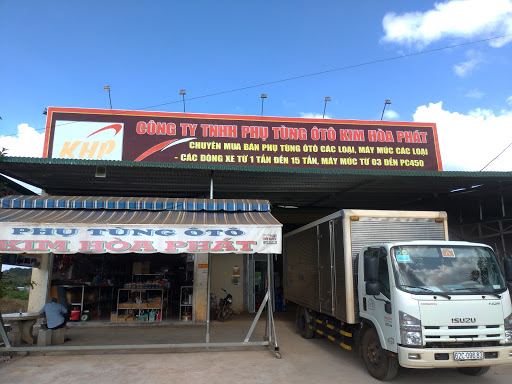 CÔNG TY TNHH PHỤ TÙNG ÔTÔ KIM HÒA PHÁT
KHP
CHUYÊN MUA BÁN PHỤ TÙNG ÔTÔ CÁC LOẠI, MÁY MÚC CÁC LOẠI
- CÁC DÒNG XE TỪ 1 TẤN ĐẾN 15 TẤN, MÁY MÓC TỪ 03 ĐẾN PC450
PHỤ TÙNG ÔTÔ
KIM HÒA PHÁT
ISUZU